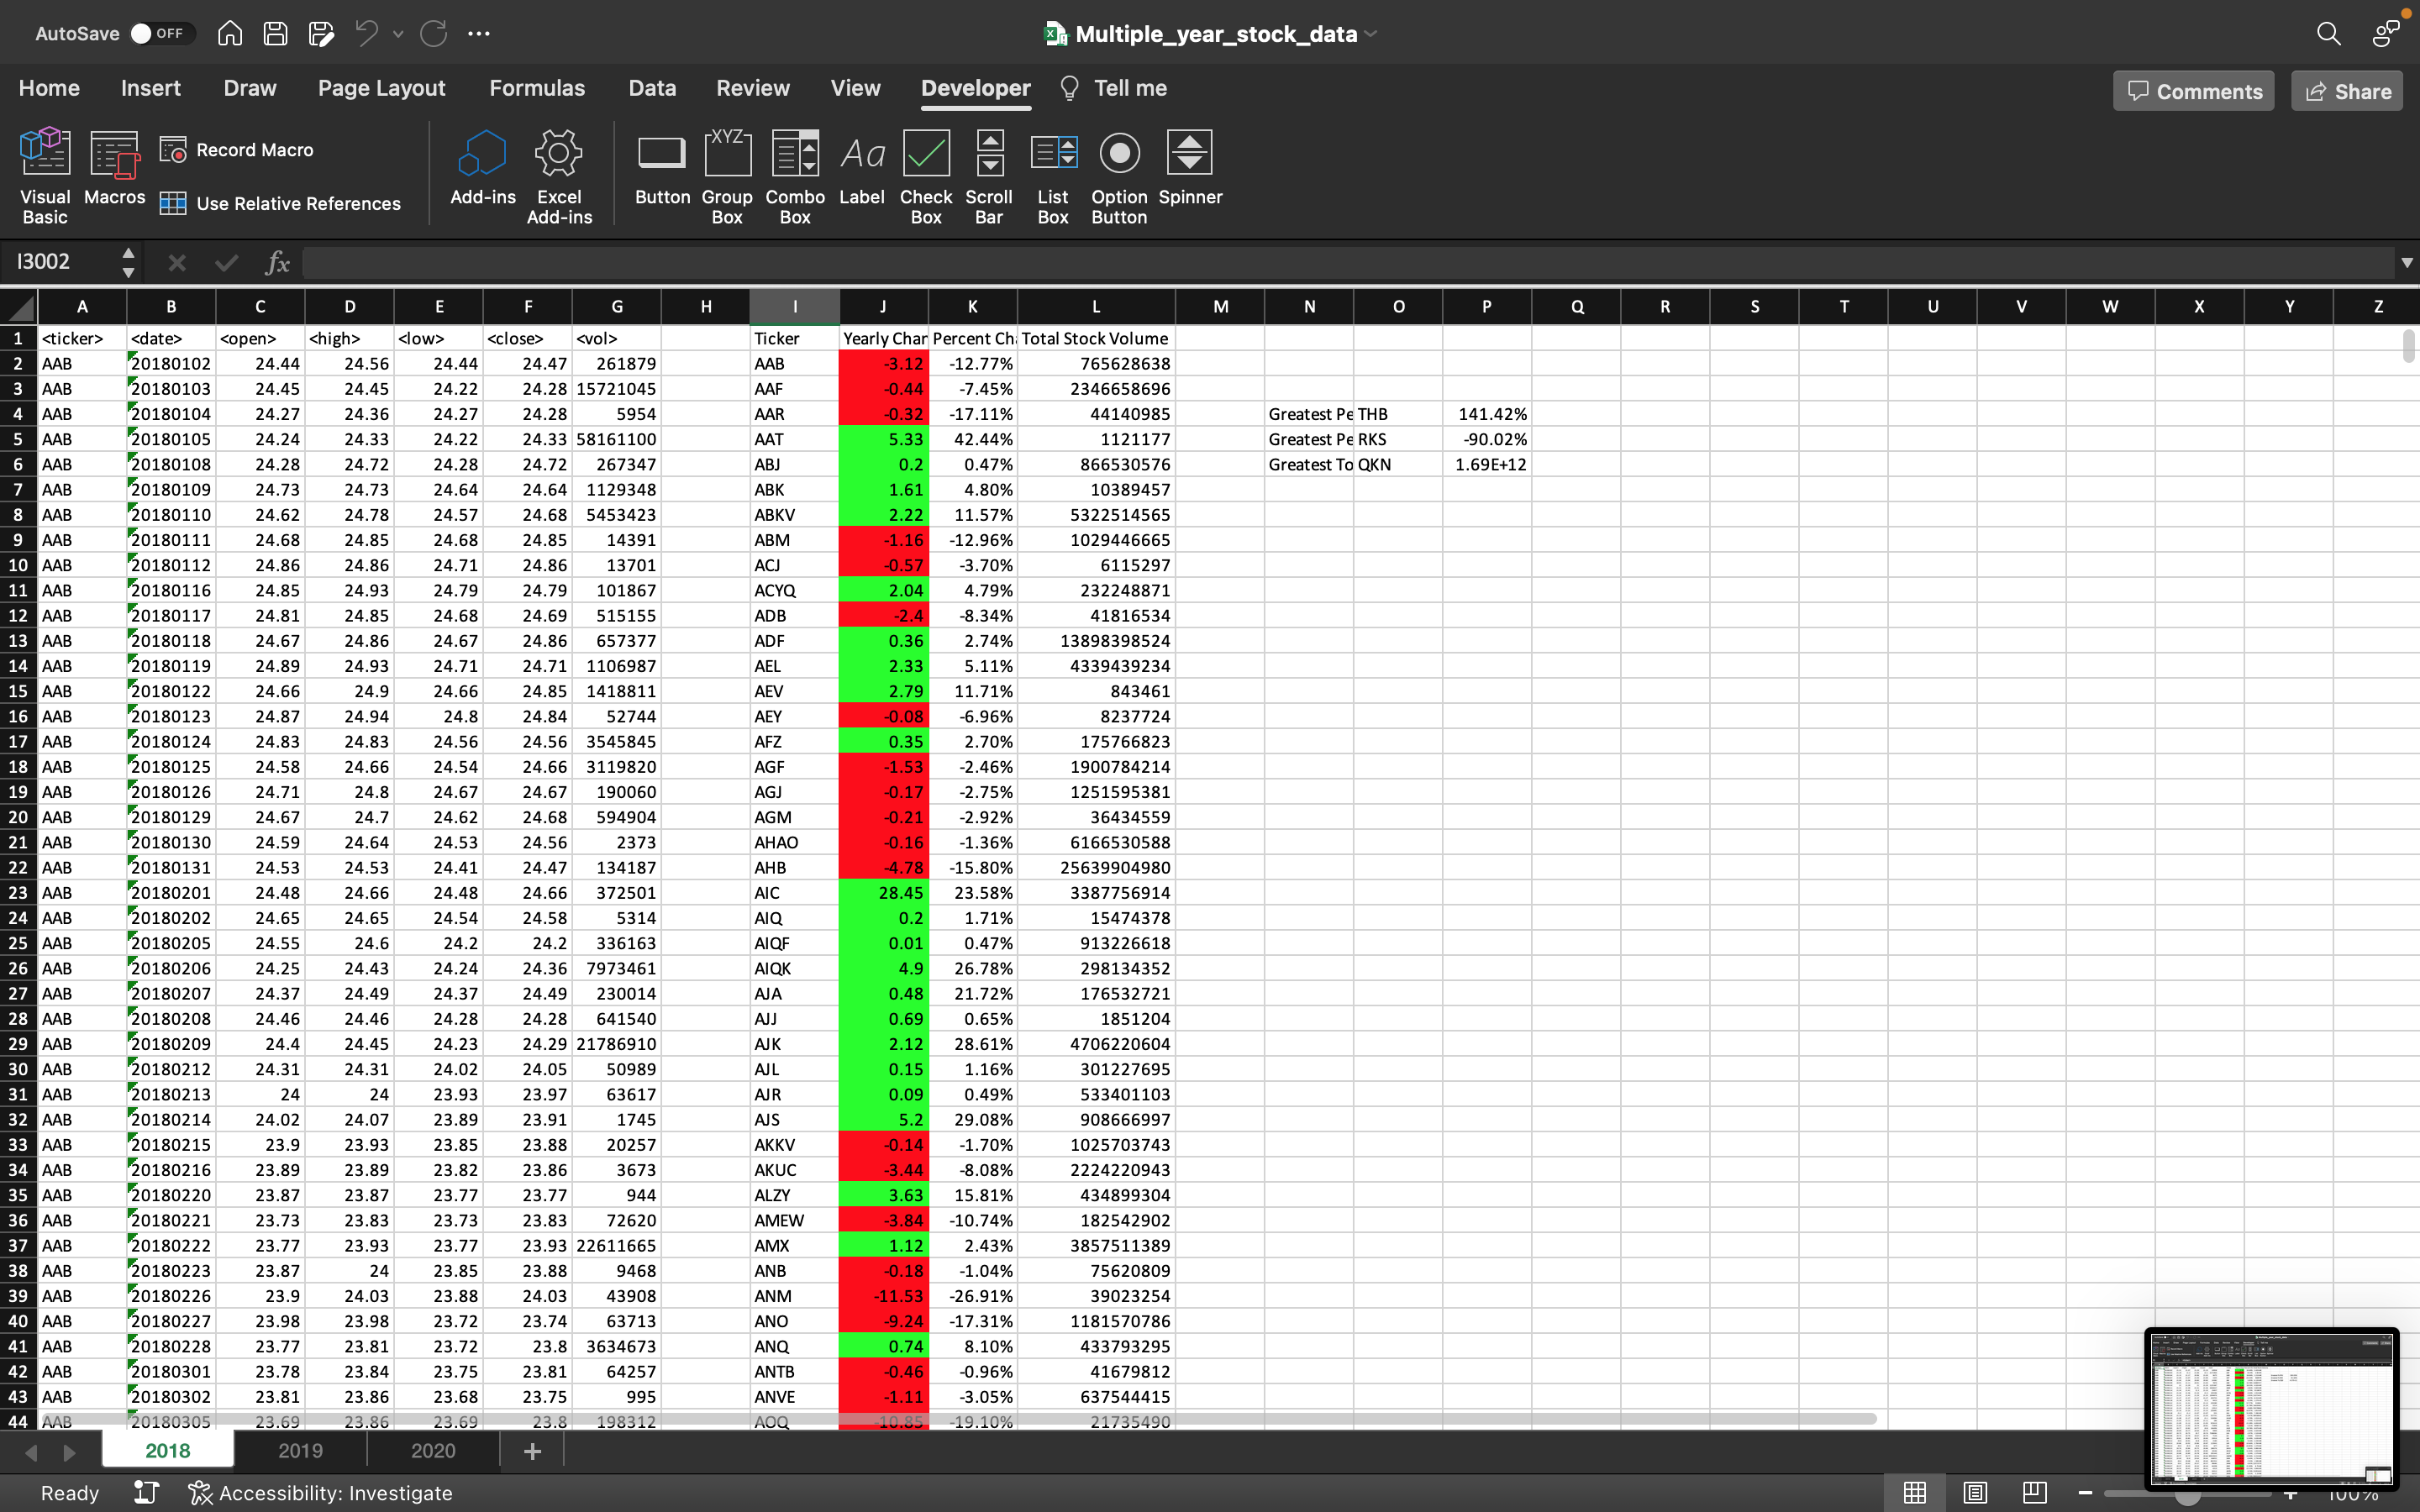 AutoSave OFF Multiple_year_stock_data
Home Insert Draw Page Layout Formulas Data Review View Developer Tell me Comments Share
Visual Basic Macros Record Macro Use Relative References Add-ins Excel Add-ins Button Group Box Combo Box Label Check Box Scroll Bar List Box Option Button Spinner
I3002 fx
A B C D E F G H I J K L M N O P Q R S T U V W X Y Z
1 <ticker> <date> <open> <high> <low> <close> <vol> Ticker Yearly Char Percent Ch Total Stock Volume
2 AAB 20180102 24.44 24.56 24.44 24.47 261879 AAB -3.12 -12.77% 765628638
3 AAB 20180103 24.45 24.45 24.22 24.28 15721045 AAF -0.44 -7.45% 2346658696
4 AAB 20180104 24.27 24.36 24.27 24.28 5954 AAR -0.32 -17.11% 44140985 Greatest Pe THB 141.42%
5 AAB 20180105 24.24 24.33 24.22 24.33 58161100 AAT 5.33 42.44% 1121177 Greatest Pe RKS -90.02%
6 AAB 20180108 24.28 24.72 24.28 24.72 267347 ABJ 0.2 0.47% 866530576 Greatest To QKN 1.69E+12
7 AAB 20180109 24.73 24.73 24.64 24.64 1129348 ABK 1.61 4.80% 10389457
8 AAB 20180110 24.62 24.78 24.57 24.68 5453423 ABKV 2.22 11.57% 5322514565
9 AAB 20180111 24.68 24.85 24.68 24.85 14391 ABM -1.16 -12.96% 1029446665
10 AAB 20180112 24.86 24.86 24.71 24.86 13701 ACJ -0.57 -3.70% 6115297
11 AAB 20180116 24.85 24.93 24.79 24.79 101867 ACYQ 2.04 4.79% 232248871
12 AAB 20180117 24.81 24.85 24.68 24.69 515155 ADB -2.4 -8.34% 41816534
13 AAB 20180118 24.67 24.86 24.67 24.86 657377 ADF 0.36 2.74% 13898398524
14 AAB 20180119 24.89 24.93 24.71 24.71 1106987 AEL 2.33 5.11% 4339439234
15 AAB 20180122 24.66 24.9 24.66 24.85 1418811 AEV 2.79 11.71% 843461
16 AAB 20180123 24.87 24.94 24.8 24.84 52744 AEY -0.08 -6.96% 8237724
17 AAB 20180124 24.83 24.83 24.56 24.56 3545845 AFZ 0.35 2.70% 175766823
18 AAB 20180125 24.58 24.66 24.54 24.66 3119820 AGF -1.53 -2.46% 1900784214
19 AAB 20180126 24.71 24.8 24.67 24.67 190060 AGJ -0.17 -2.75% 1251595381
20 AAB 20180129 24.67 24.7 24.62 24.68 594904 AGM -0.21 -2.92% 36434559
21 AAB 20180130 24.59 24.64 24.53 24.56 2373 AHAO -0.16 -1.36% 6166530588
22 AAB 20180131 24.53 24.53 24.41 24.47 134187 AHB -4.78 -15.80% 25639904980
23 AAB 20180201 24.48 24.66 24.48 24.66 372501 AIC 28.45 23.58% 3387756914
24 AAB 20180202 24.65 24.65 24.54 24.58 5314 AIQ 0.2 1.71% 15474378
25 AAB 20180205 24.55 24.6 24.2 24.2 336163 AIQF 0.01 0.47% 913226618
26 AAB 20180206 24.25 24.43 24.24 24.36 7973461 AIQK 4.9 26.78% 298134352
27 AAB 20180207 24.37 24.49 24.37 24.49 230014 AJA 0.48 21.72% 176532721
28 AAB 20180208 24.46 24.46 24.28 24.28 641540 AJJ 0.69 0.65% 1851204
29 AAB 20180209 24.4 24.45 24.23 24.29 21786910 AJK 2.12 28.61% 4706220604
30 AAB 20180212 24.31 24.31 24.02 24.05 50989 AJL 0.15 1.16% 301227695
31 AAB 20180213 24 24 23.93 23.97 63617 AJR 0.09 0.49% 533401103
32 AAB 20180214 24.02 24.07 23.89 23.91 1745 AJS 5.2 29.08% 908666997
33 AAB 20180215 23.9 23.93 23.85 23.88 20257 AKKV -0.14 -1.70% 1025703743
34 AAB 20180216 23.89 23.89 23.82 23.86 3673 AKUC -3.44 -8.08% 2224220943
35 AAB 20180220 23.87 23.87 23.77 23.77 944 ALZY 3.63 15.81% 434899304
36 AAB 20180221 23.73 23.83 23.73 23.83 72620 AMEW -3.84 -10.74% 182542902
37 AAB 20180222 23.77 23.93 23.77 23.93 22611665 AMX 1.12 2.43% 3857511389
38 AAB 20180223 23.87 24 23.85 23.88 9468 ANB -0.18 -1.04% 75620809
39 AAB 20180226 23.9 24.03 23.88 24.03 43908 ANM -11.53 -26.91% 39023254
40 AAB 20180227 23.98 23.98 23.72 23.74 63713 ANO -9.24 -17.31% 1181570786
41 AAB 20180228 23.77 23.81 23.72 23.8 3634673 ANQ 0.74 8.10% 433793295
42 AAB 20180301 23.78 23.84 23.75 23.81 64257 ANTB -0.46 -0.96% 41679812
43 AAB 20180302 23.81 23.86 23.68 23.75 995 ANVE -1.11 -3.05% 637544415
44 AAB 20180305 23.69 23.86 23.69 23.8 198312 AOQ -10.85 -19.10% 21735490
2018 2019 2020
Ready Accessibility: Investigate 100%